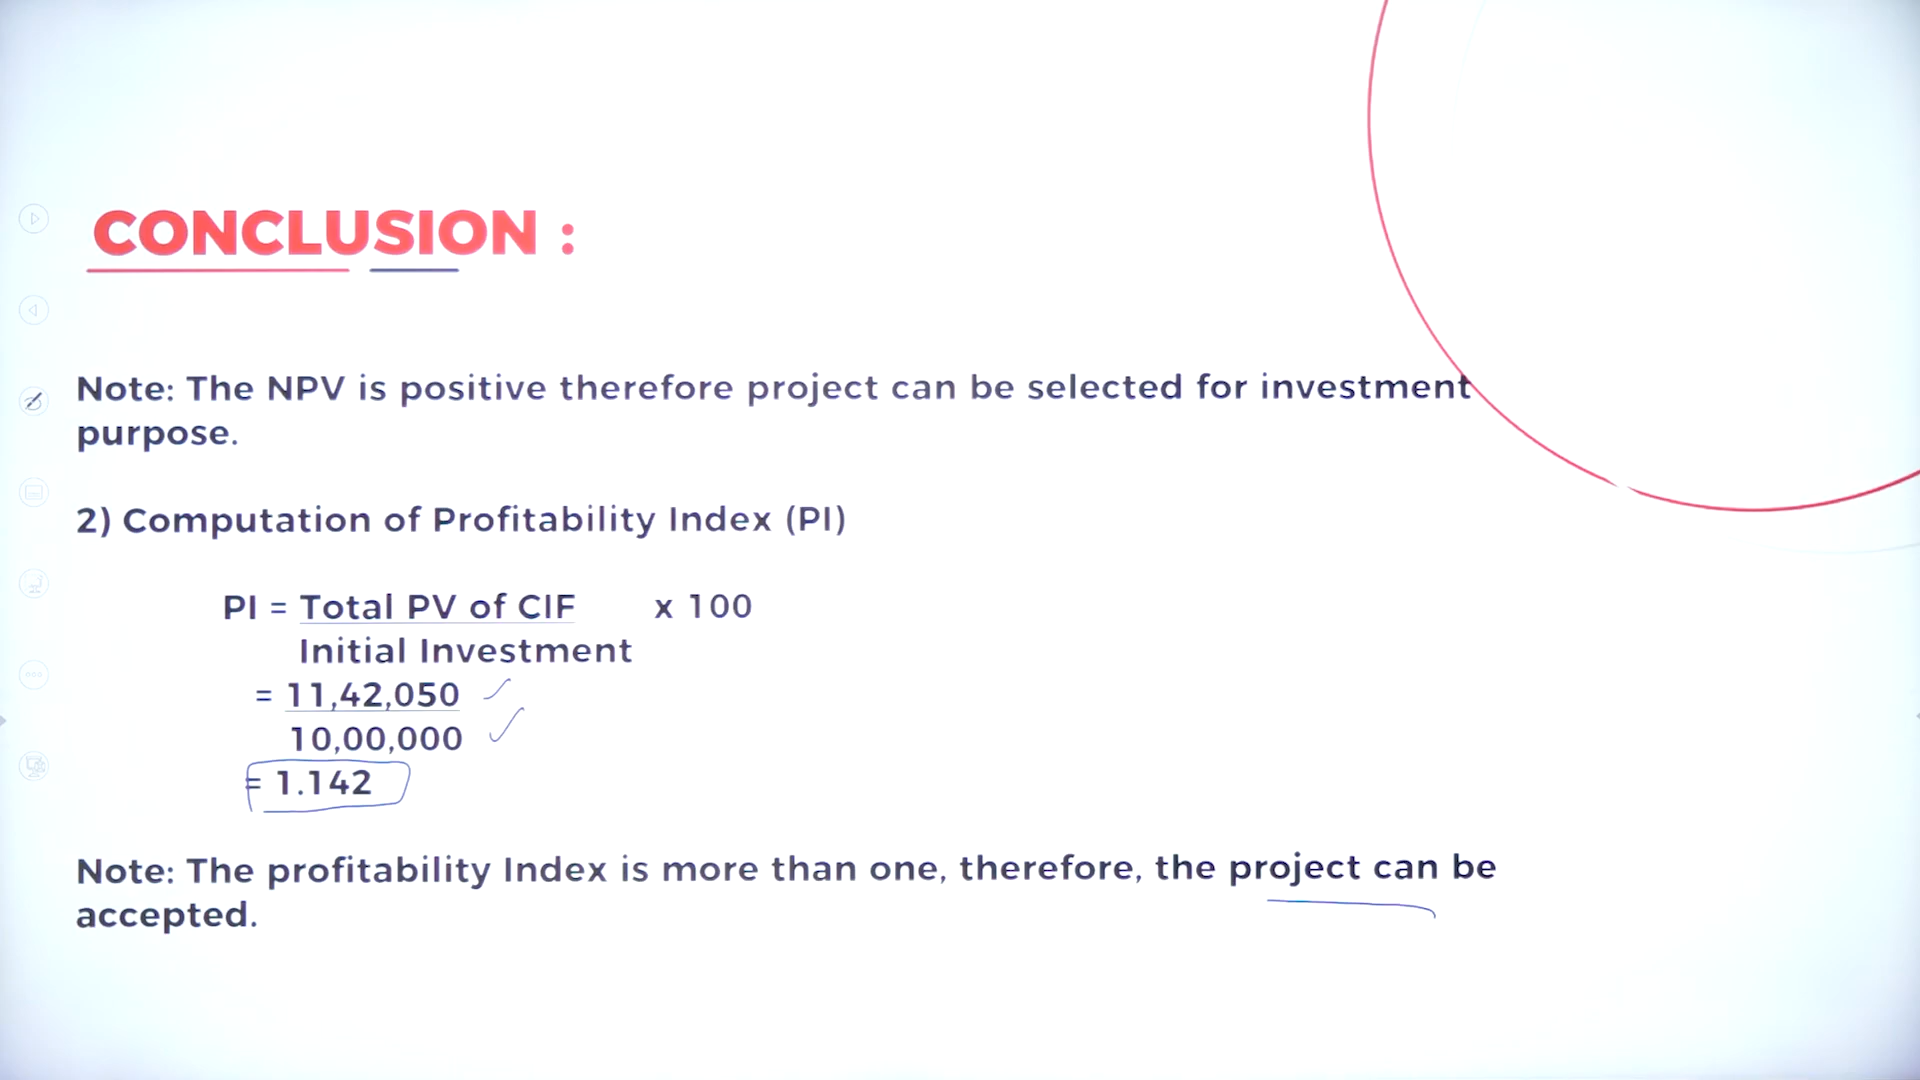 CONCLUSION :
Note: The NPV is positive therefore project can be selected for investment
purpose.
2) Computation of Profitability Index (PI)
PI = Total PV of CIF x 100
Initial Investment
= 11,42,050
10,00,000
= 1.142
Note: The profitability Index is more than one, therefore, the project can be
accepted.